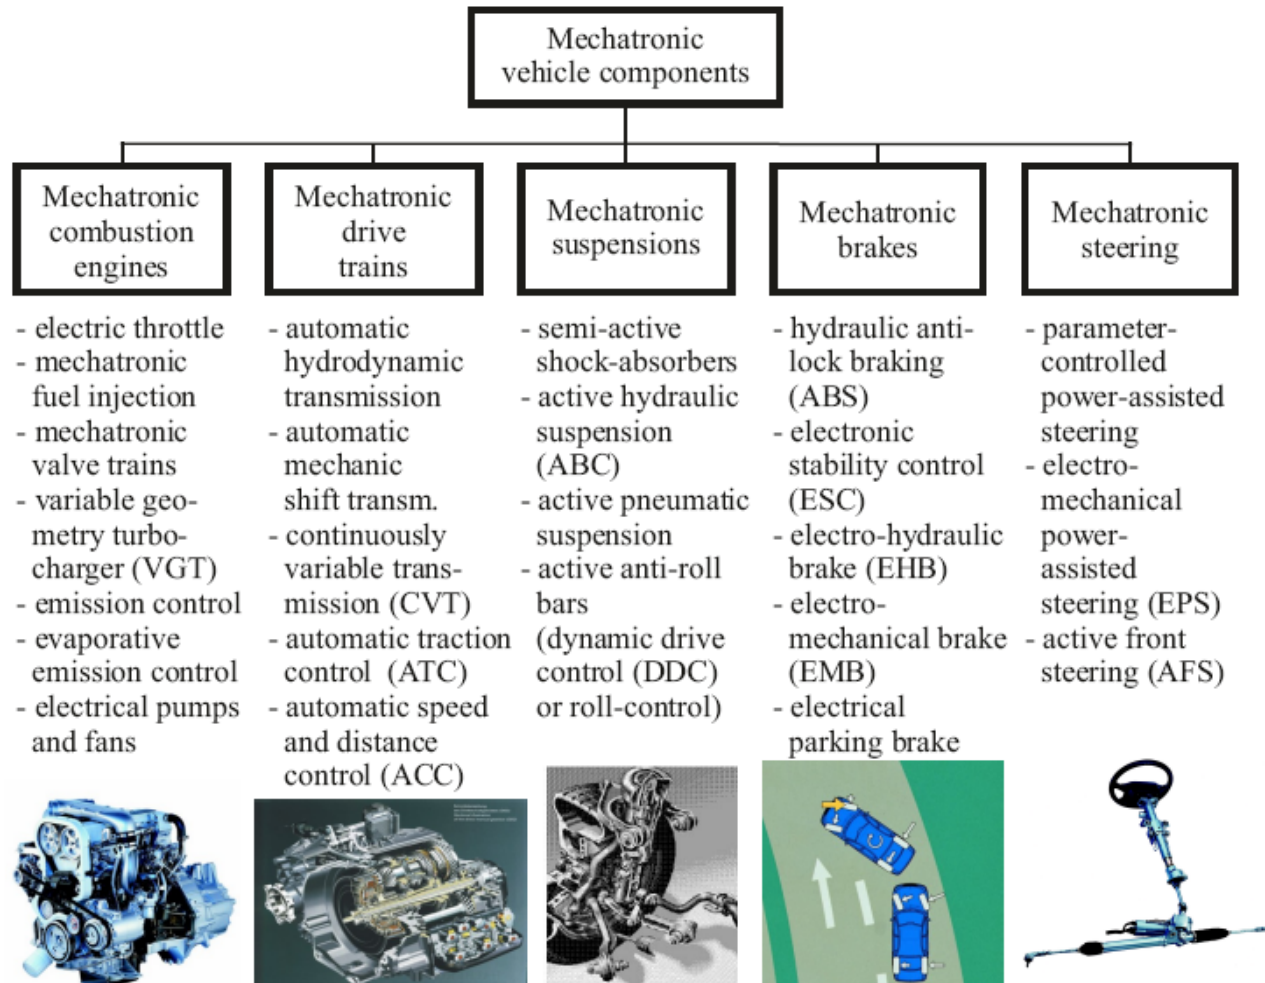 Mechatronic
vehicle components
Mechatronic
combustion
engines
- electric throttle
- mechatronic
fuel injection
- mechatronic
valve trains
- variable geo-
metry turbo-
charger (VGT)
- emission control
- evaporative
emission control
- electrical pumps
and fans
Mechatronic
drive
trains
- automatic
hydrodynamic
transmission
- automatic
mechanic
shift transm.
- continuously
variable trans-
mission (CVT)
- automatic traction
control (ATC)
- automatic speed
and distance
control (ACC)
Mechatronic
suspensions
- semi-active
shock-absorbers
- active hydraulic
suspension
(ABC)
- active pneumatic
suspension
- active anti-roll
bars
(dynamic drive
control (DDC)
or roll-control)
Mechatronic
brakes
- hydraulic anti-
lock braking
(ABS)
- electronic
stability control
(ESC)
- electro-hydraulic
brake (EHB)
- electro-
mechanical brake
(EMB)
- electrical
parking brake
Mechatronic
steering
- parameter-
controlled
power-assisted
steering
- electro-
mechanical
power-
assisted
steering (EPS)
- active front
steering (AFS)